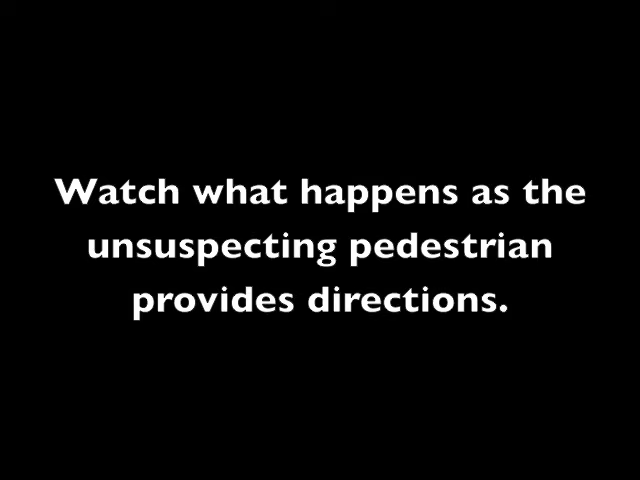 Watch what happens as the
unsuspecting pedestrian
provides directions.